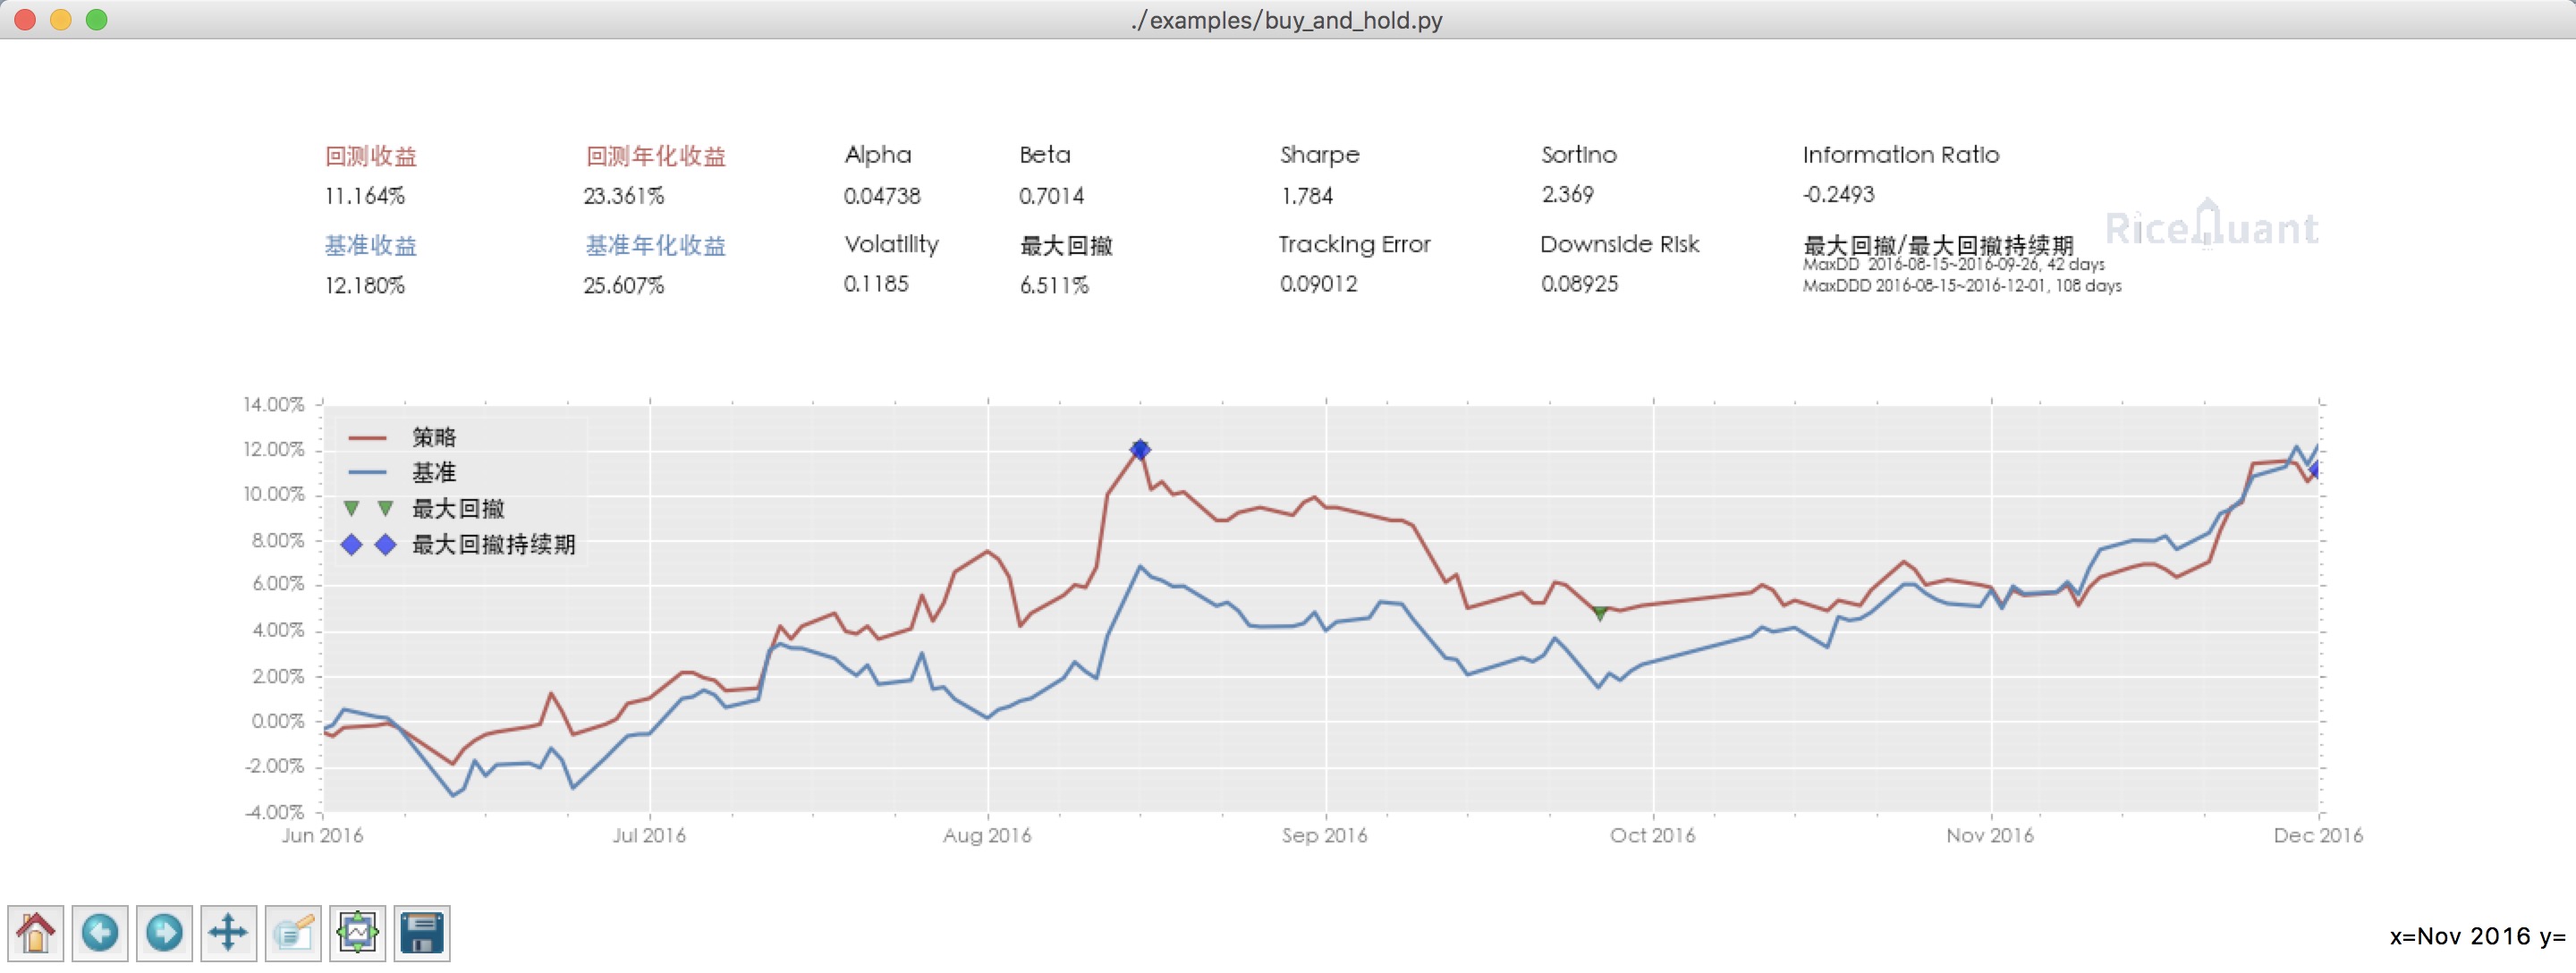 ./examples/buy_and_hold.py
回测收益 回测年化收益 Alpha Beta Sharpe Sortino Information Ratio
11.164% 23.361% 0.04738 0.7014 1.784 2.369 -0.2493
RiceQuant
基准收益 基准年化收益 Volatility 最大回撤 Tracking Error Downside Risk 最大回撤/最大回撤持续期
MaxDD 2016-08-15~2016-09-26, 42 days
12.180% 25.607% 0.1185 6.511% 0.09012 0.08925 MaxDDD 2016-08-15~2016-12-01, 108 days
14.00%
12.00%
10.00%
8.00%
6.00%
4.00%
2.00%
0.00%
-2.00%
-4.00%
策略
基准
最大回撤
最大回撤持续期
Jun 2016 Jul 2016 Aug 2016 Sep 2016 Oct 2016 Nov 2016 Dec 2016
x=Nov 2016 y=